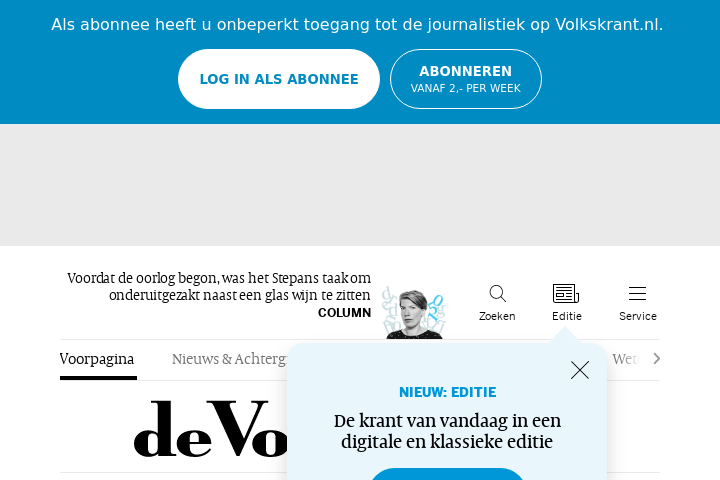 Als abonnee heeft u onbeperkt toegang tot de journalistiek op Volkskrant.nl.
LOG IN ALS ABONNEE
ABONNEREN
VANAF 2,- PER WEEK
Voordat de oorlog begon, was het Stepans taak om
onderuitgezakt naast een glas wijn te zitten
COLUMN
Zoeken
Editie
Service
Voorpagina
Nieuws & Achterg
NIEUW: EDITIE
De krant van vandaag in een
digitale en klassieke editie
de Vo